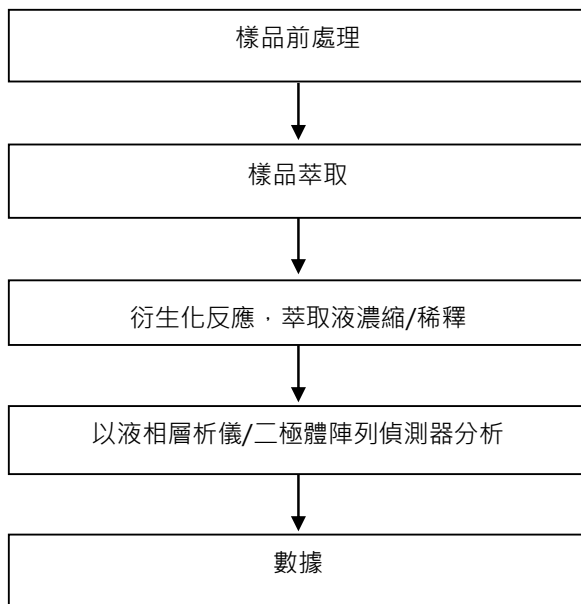 樣品前處理
樣品萃取
衍生化反應，萃取液濃縮/稀釋
以液相層析儀/二極體陣列偵測器分析
數據